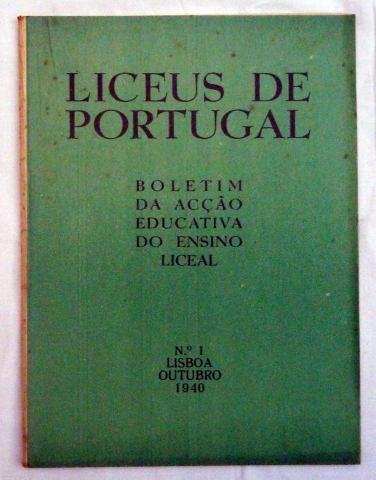 LICEUS DE
PORTUGAL
BOLETIM
DA ACÇÃO
EDUCATIVA
DO ENSINO
LICEAL
N.º 1
LISBOA
OUTUBRO
1940